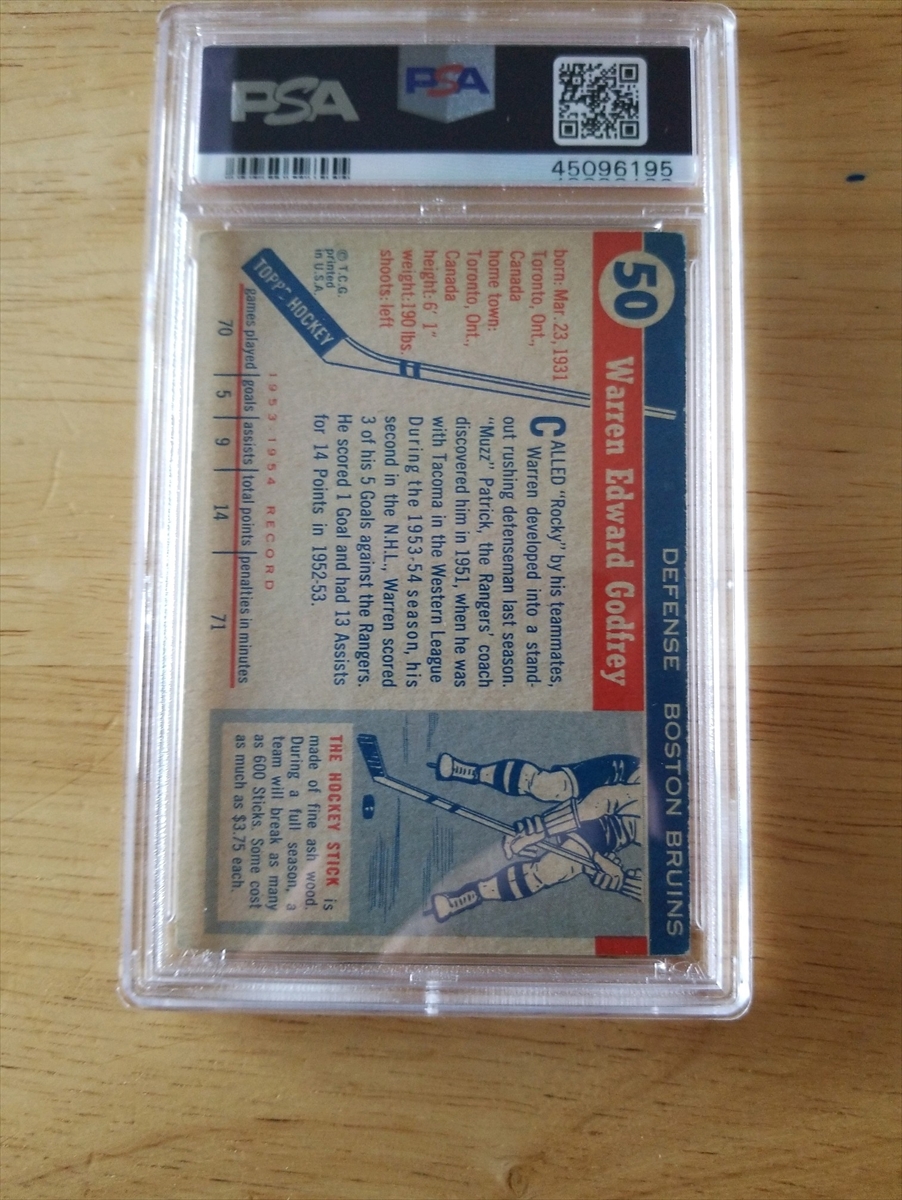 PSA
PSA
45096195
50
DEFENSE BOSTON BRUINS
Warren Edward Godfrey
born: Mar. 23, 1931
Toronto, Ont.,
Canada
home town:
Toronto, Ont.,
Canada
height: 6' 1"
weight: 190 lbs.
shoots: left
© T.C.G.
printed
in U.S.A.
TOPPS HOCKEY
CALLED "Rocky" by his teammates,
Warren developed into a stand-
out rushing defenseman last season.
"Muzz" Patrick, the Rangers' coach
discovered him in 1951, when he was
with Tacoma in the Western League
During the 1953-54 season, his
second in the N.H.L., Warren scored
3 of his 5 Goals against the Rangers.
He scored 1 Goal and had 13 Assists
for 14 Points in 1952-53.
1953-1954 RECORD
games played goals assists total points penalties in minutes
70 5 9 14 71
THE HOCKEY STICK is
made of fine ash wood.
During a full season, a
team will break as many
as 600 Sticks. Some cost
as much as $3.75 each.